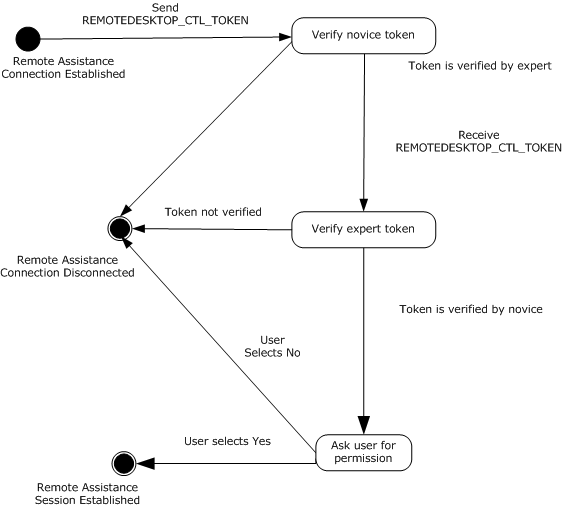 Send
REMOTEDESKTOP_CTL_TOKEN
Verify novice token
Remote Assistance
Connection Established
Token is verified by expert
Receive
REMOTEDESKTOP_CTL_TOKEN
Token not verified
Verify expert token
Remote Assistance
Connection Disconnected
Token is verified by novice
User
Selects No
User selects Yes
Ask user for
permission
Remote Assistance
Session Established